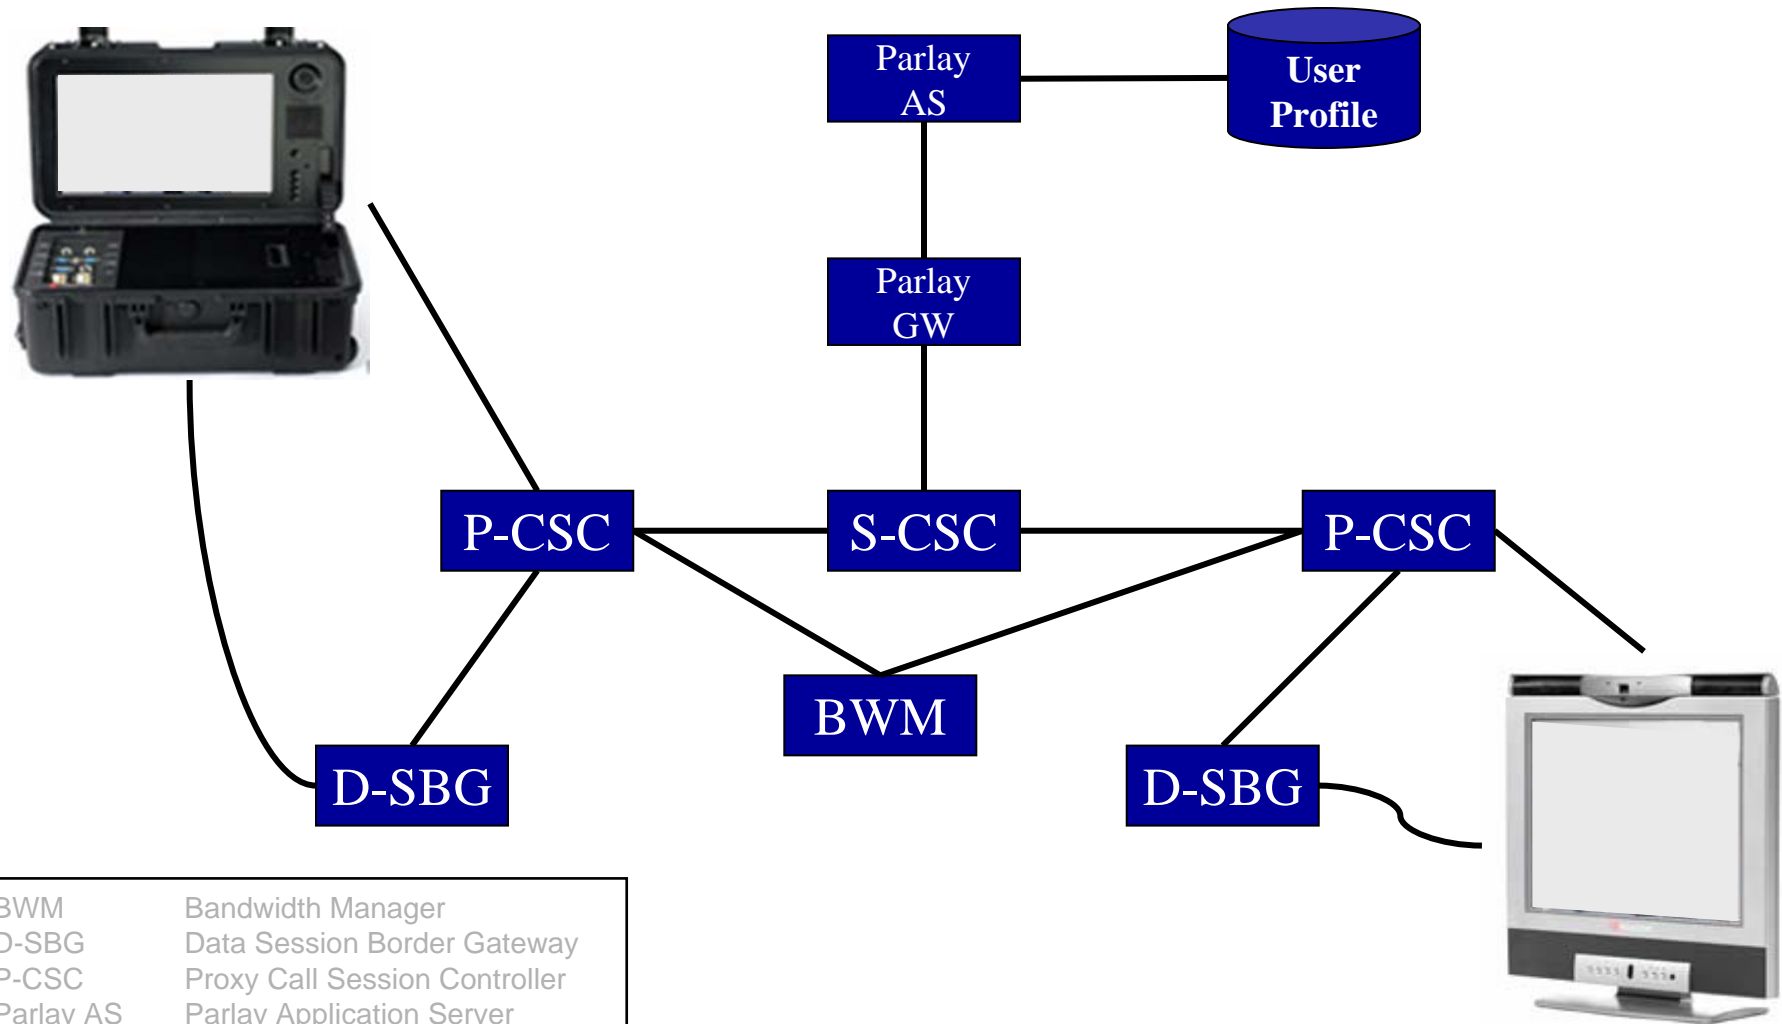 Parlay
AS
User
Profile
Parlay
GW
P-CSC
S-CSC
P-CSC
BWM
D-SBG
D-SBG
BWM Bandwidth Manager
D-SBG Data Session Border Gateway
P-CSC Proxy Call Session Controller
Parlay AS Parlay Application Server